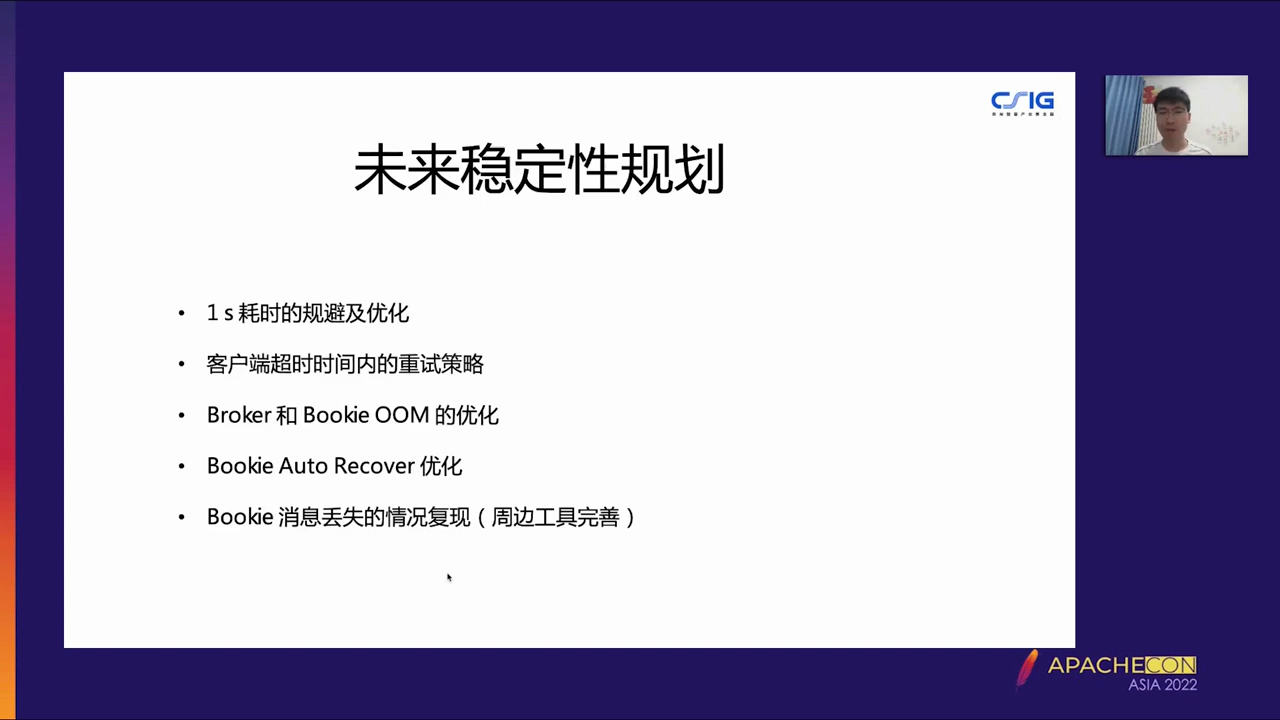 CSIG
未来稳定性规划
• 1 s 耗时的规避及优化
• 客户端超时时间内的重试策略
• Broker 和 Bookie OOM 的优化
• Bookie Auto Recover 优化
• Bookie 消息丢失的情况复现（周边工具完善）
APACHECON
ASIA 2022